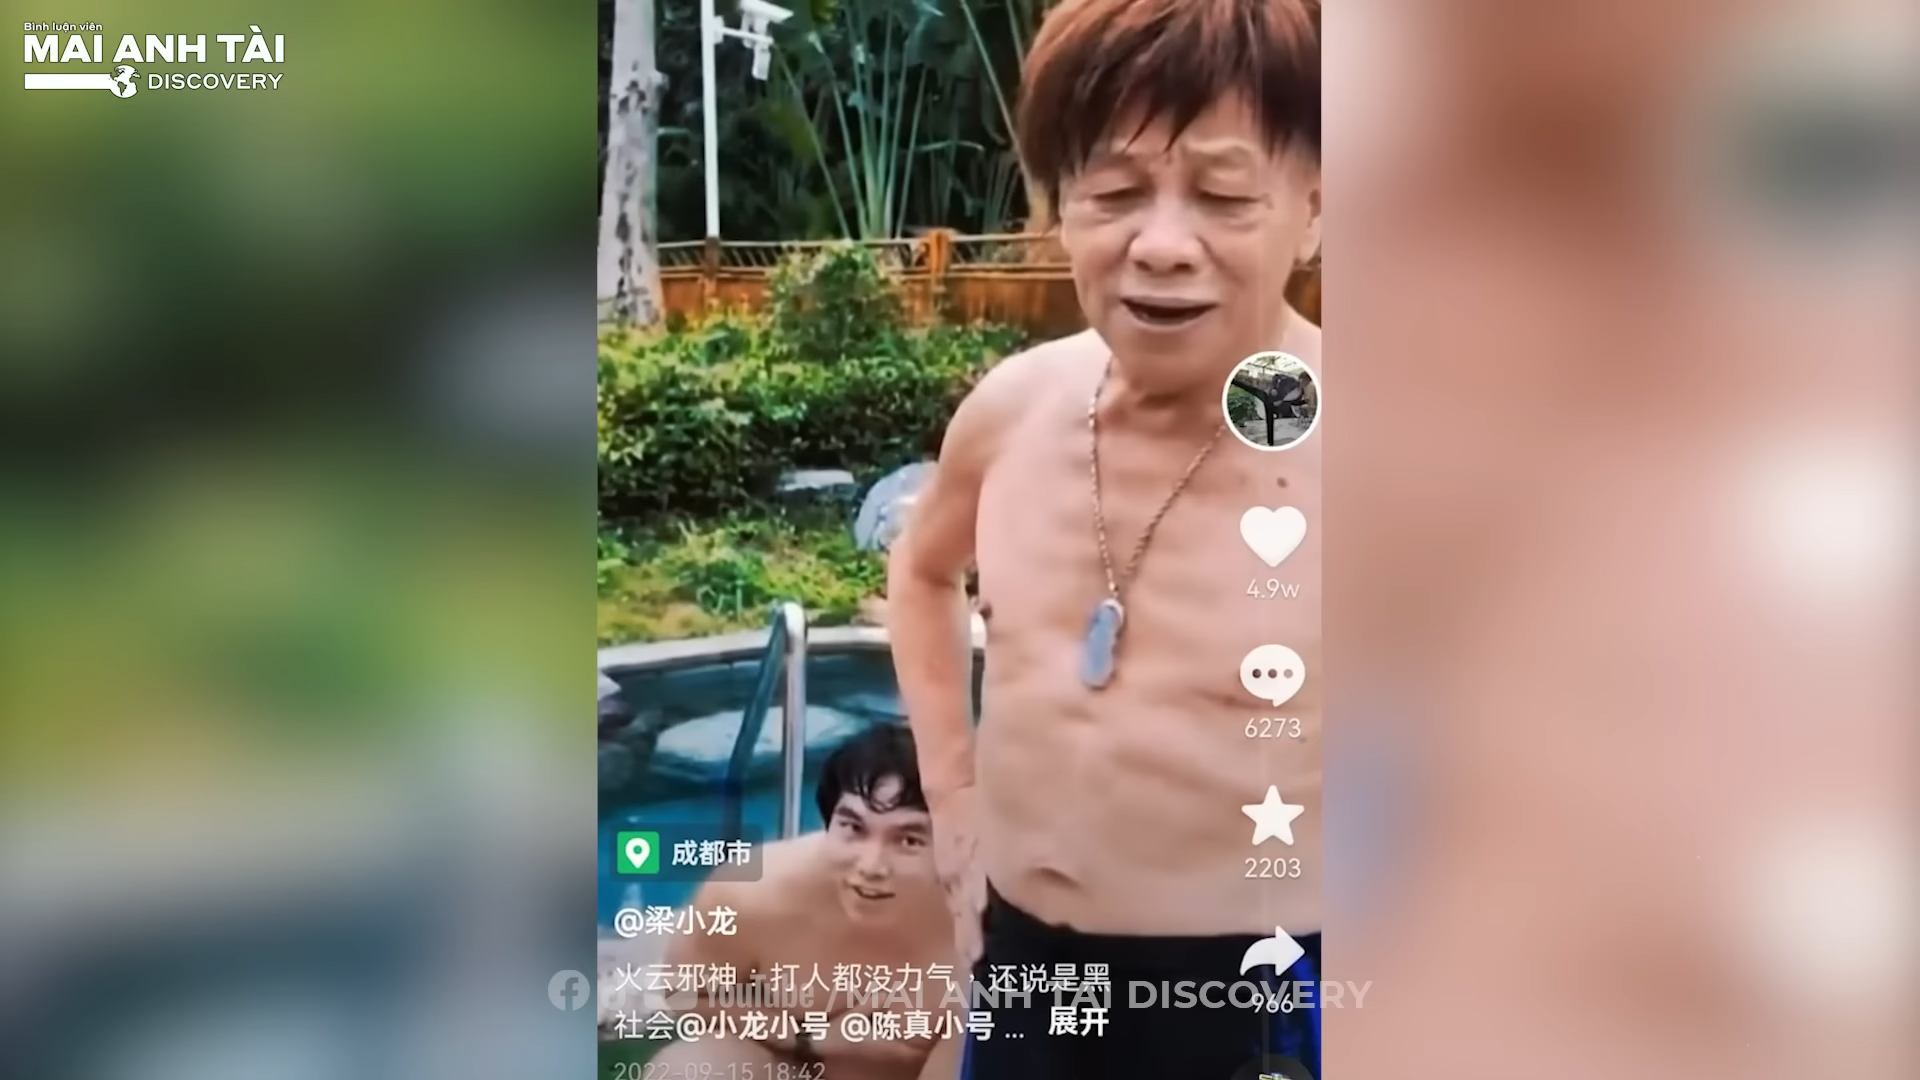 Bình luận viên
MAI ANH TÀI
DISCOVERY
4.9w
6273
2203
966
成都市
@梁小龙
火云邪神：打人都没力气，还说是黑
社会@小龙小号 @陈真小号 ... 展开
YouTube /MAI ANH TAI DISCOVERY
2022-09-15 18:42